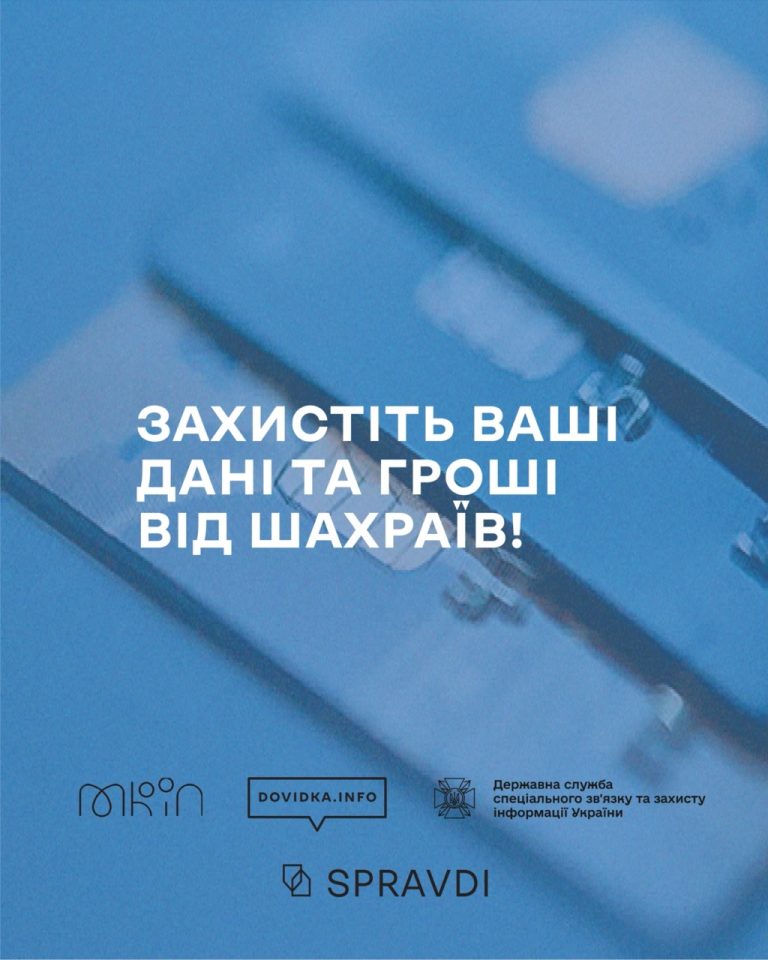 ЗАХИСТІТЬ ВАШІ
ДАНІ ТА ГРОШІ
ВІД ШАХРАЇВ!
мкіп
DOVIDKA.INFO
Державна служба
спеціального зв'язку та захисту
інформації України
SPRAVDI